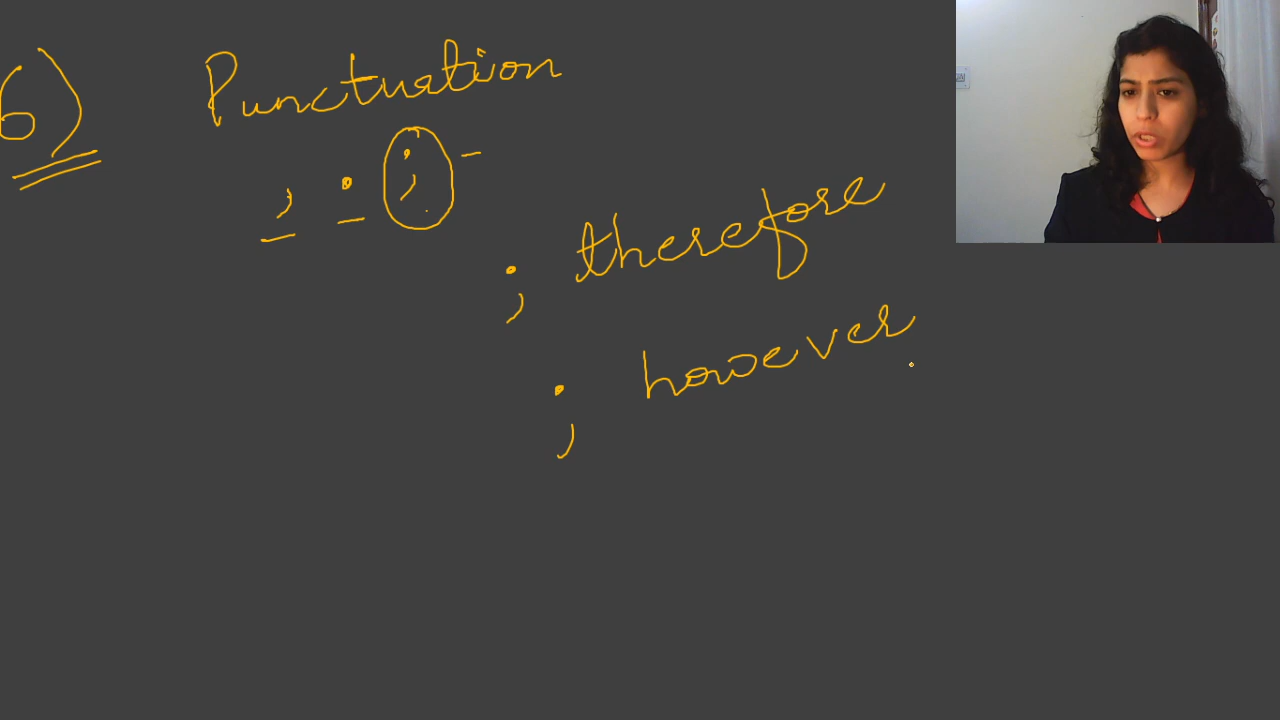 6) Punctuation
, : ; -
; therefore
; however